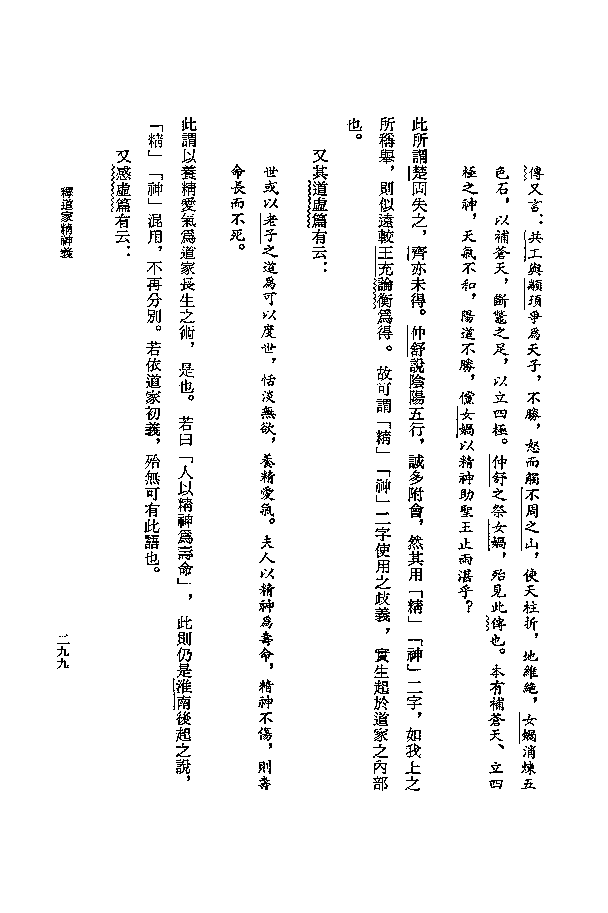 傳又言：共工與顓頊爭為天子，不勝，怒而觸不周之山，使天柱折，地維絕，女媧消煉五
色石，以補蒼天，斷鼇之足，以立四極。仲舒之祭女媧，殆見此傳也。本有補蒼天、立四
極之神，天氣不和，陽道不勝，儻女媧以精神助聖王止雨湛乎？
此所謂楚固失之，齊亦未得。仲舒說陰陽五行，誠多附會，然其用「精」「神」二字，如我上之
所稱舉，則似遠較王充論衡爲得。故可謂「精」「神」二字使用之歧義，實生起於道家之內部
也。
又其道虛篇有云：
世或以老子之道為可以度世，恬淡無欲，養精愛氣。夫人以精神為壽命，精神不傷，則壽
命長而不死。
此謂以養精愛氣爲道家長生之術，是也。若曰「人以精神爲壽命」，此則仍是淮南後起之說，
「精」「神」混用，不再分別。若依道家初義，殆無可有此語也。
又感虛篇有云：
釋道家精神義
二九九